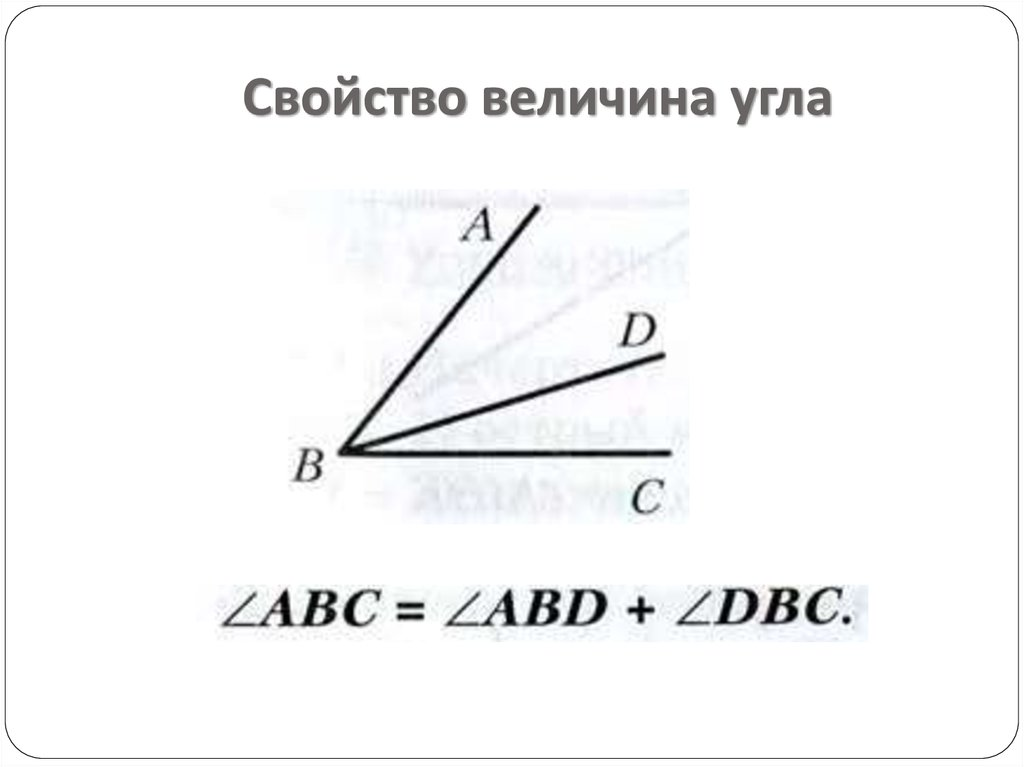 Свойство величина угла
A
D
B
C
∠ABC = ∠ABD + ∠DBC.